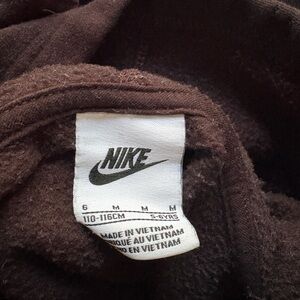 NIKE
6 M M M
110-116CM 5-6YRS
MADE IN VIETNAM
AU VIETNAM
EN VIETNAM